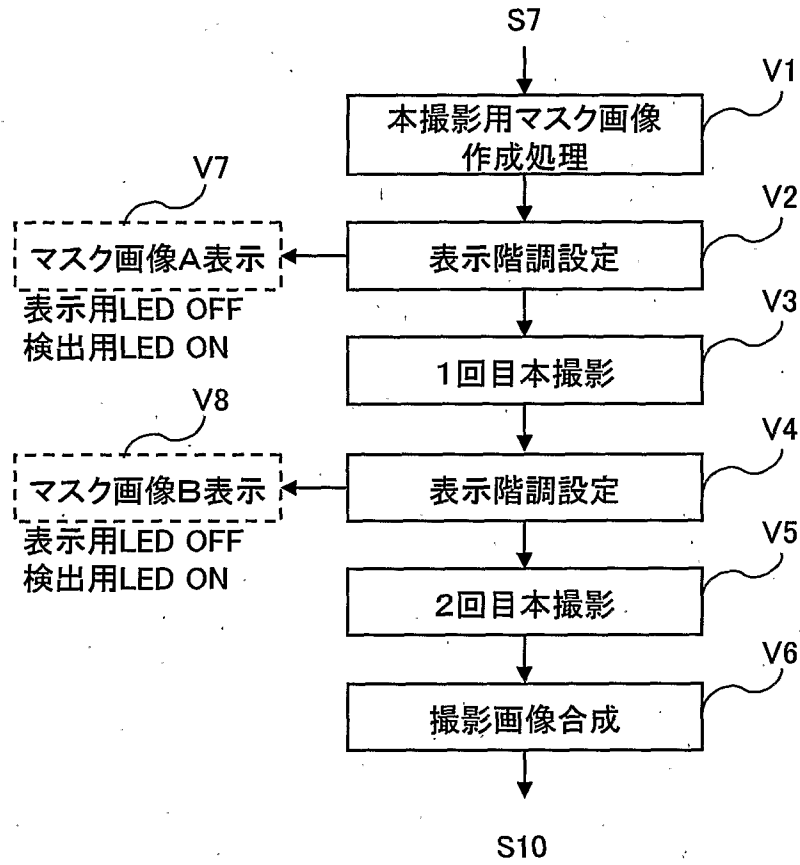 S7
V1
本撮影用マスク画像
作成処理
V7
V2
マスク画像A表示
表示階調設定
表示用LED OFF
検出用LED ON
V3
1回目本撮影
V8
V4
マスク画像B表示
表示階調設定
表示用LED OFF
検出用LED ON
V5
2回目本撮影
V6
撮影画像合成
S10